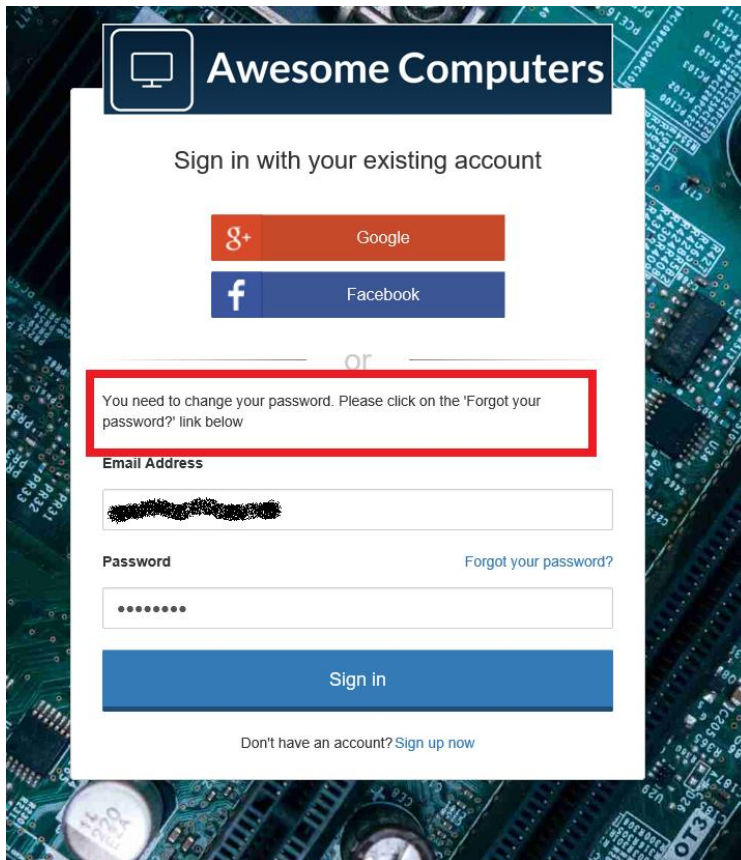 Awesome Computers
Sign in with your existing account
g+ Google
f Facebook
or
You need to change your password. Please click on the 'Forgot your
password?' link below
Email Address
Password Forgot your password?
Sign in
Don't have an account? Sign up now